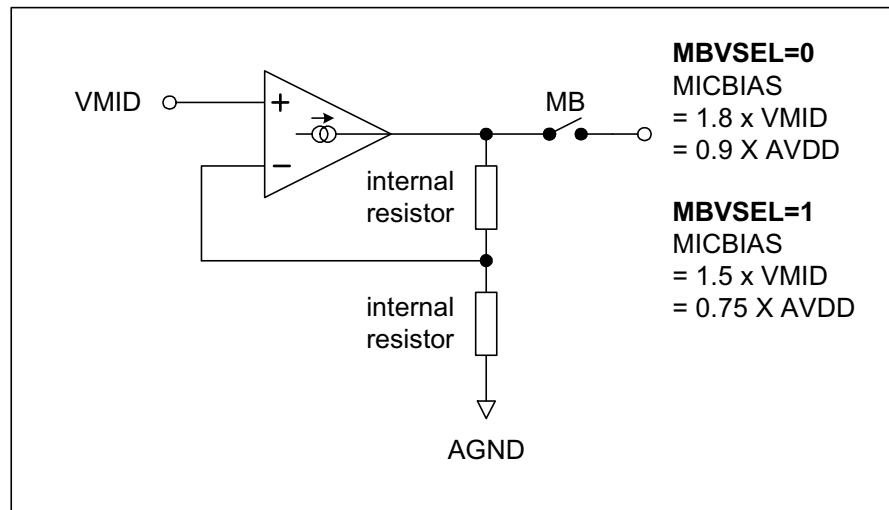 VMID
+
−
MB
internal
resistor
internal
resistor
AGND
MBVSEL=0
MICBIAS
= 1.8 x VMID
= 0.9 X AVDD
MBVSEL=1
MICBIAS
= 1.5 x VMID
= 0.75 X AVDD